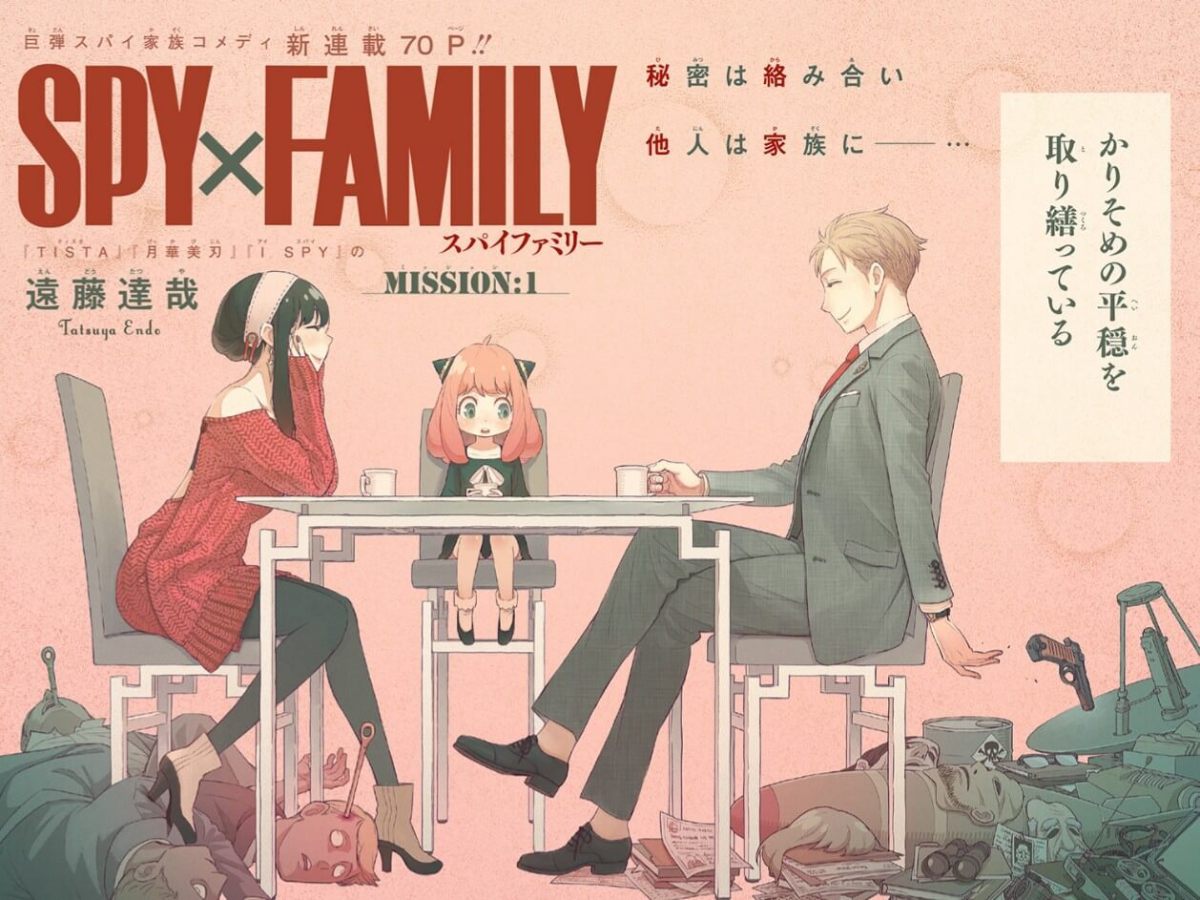 巨弾スパイ家族コメディ新連載70P!!
SPY×FAMILY
スパイファミリー
『TISTA』『月華美刃』『I SPY』の
遠藤達哉
Tatsuya Endo
MISSION:1
秘密は絡み合い
他人は家族に――…
かりそめの平穏を
取り繕っている